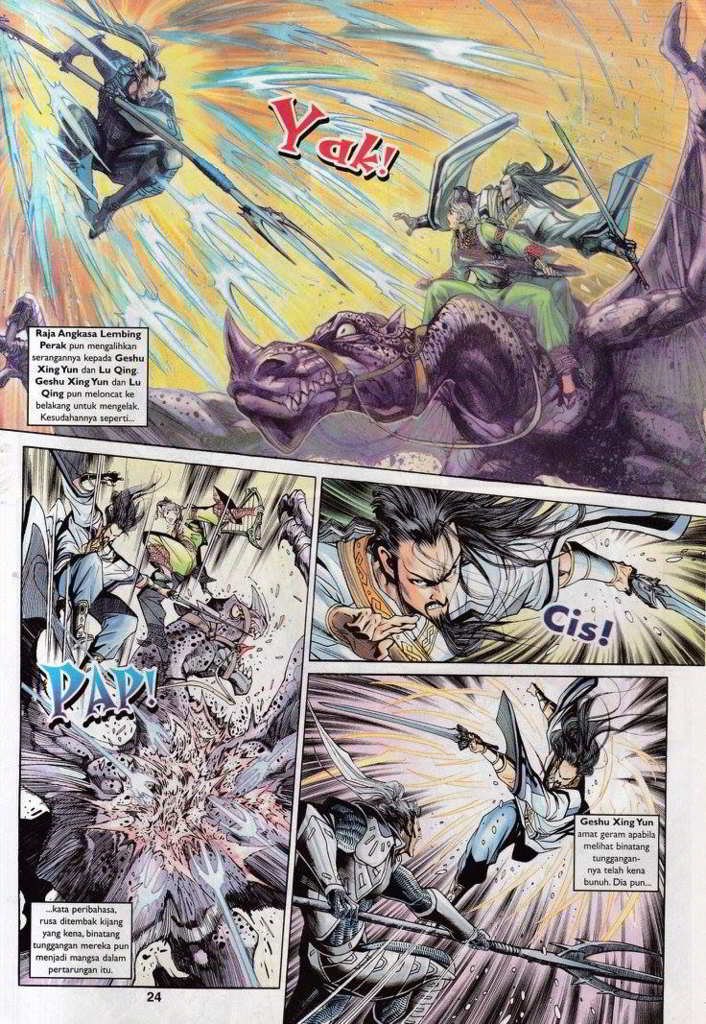 Yak!
Raja Angkasa Lembing
Perak pun mengalihkan
serangannya kepada Geshu
Xing Yun dan Lu Qing.
Geshu Xing Yun dan Lu
Qing pun meloncat ke
belakang untuk mengelak.
Kesudahannya seperti...
PAP!
...kata peribahasa,
rusa ditembak kijang
yang kena, binatang
tunggangan mereka pun
menjadi mangsa dalam
pertarungan itu.
Cis!
Geshu Xing Yun
amat geram apabila
melihat binatang
tunggangan-
nya telah kena
bunuh. Dia pun...
24